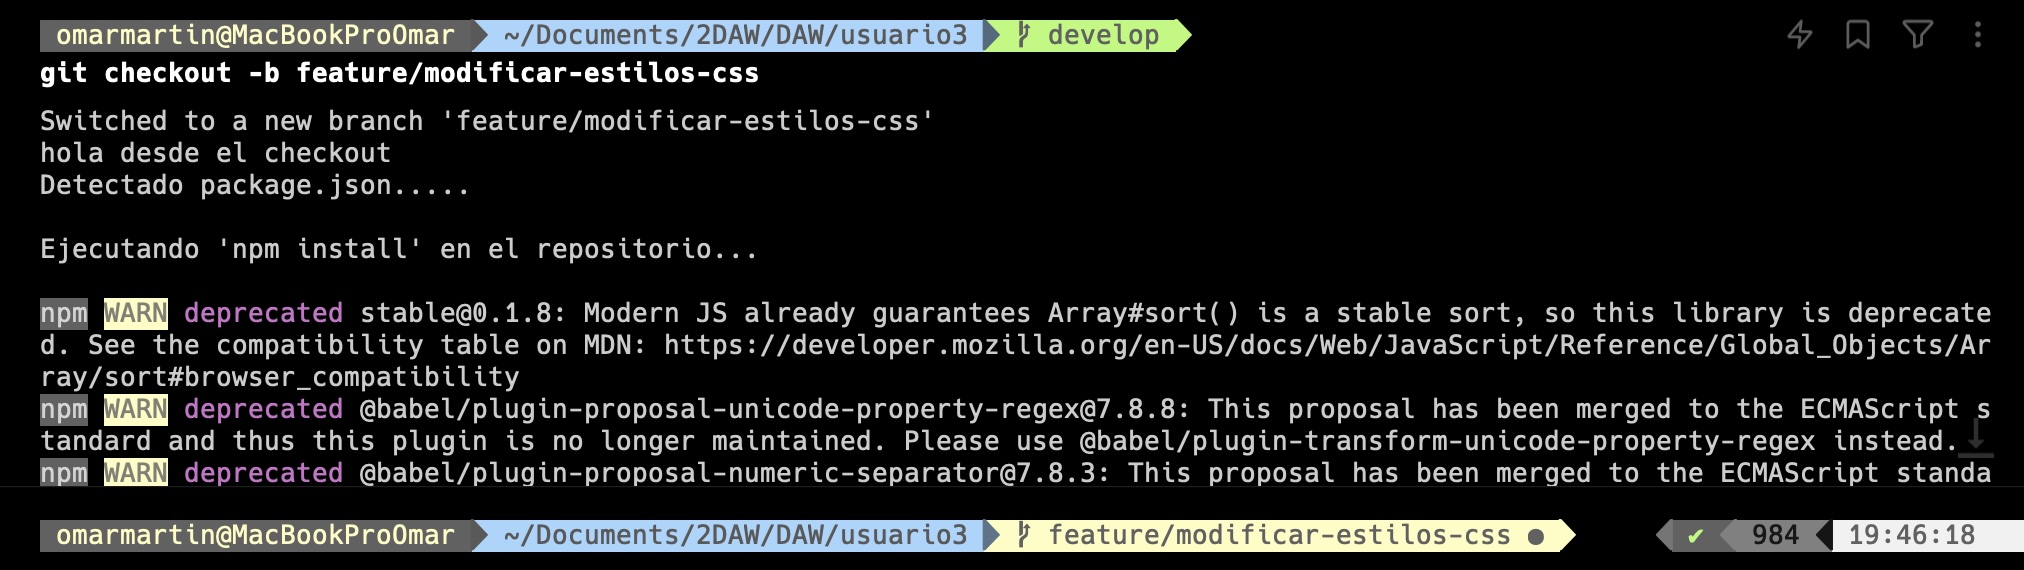 omarmartin@MacBookProOmar ~/Documents/2DAW/DAW/usuario3 develop
git checkout -b feature/modificar-estilos-css
Switched to a new branch 'feature/modificar-estilos-css'
hola desde el checkout
Detectado package.json.....
Ejecutando 'npm install' en el repositorio...
npm WARN deprecated stable@0.1.8: Modern JS already guarantees Array#sort() is a stable sort, so this library is deprecate
d. See the compatibility table on MDN: https://developer.mozilla.org/en-US/docs/Web/JavaScript/Reference/Global_Objects/Ar
ray/sort#browser_compatibility
npm WARN deprecated @babel/plugin-proposal-unicode-property-regex@7.8.8: This proposal has been merged to the ECMAScript s
tandard and thus this plugin is no longer maintained. Please use @babel/plugin-transform-unicode-property-regex instead.
npm WARN deprecated @babel/plugin-proposal-numeric-separator@7.8.3: This proposal has been merged to the ECMAScript standa
omarmartin@MacBookProOmar ~/Documents/2DAW/DAW/usuario3 feature/modificar-estilos-css ● ✔ 984 19:46:18